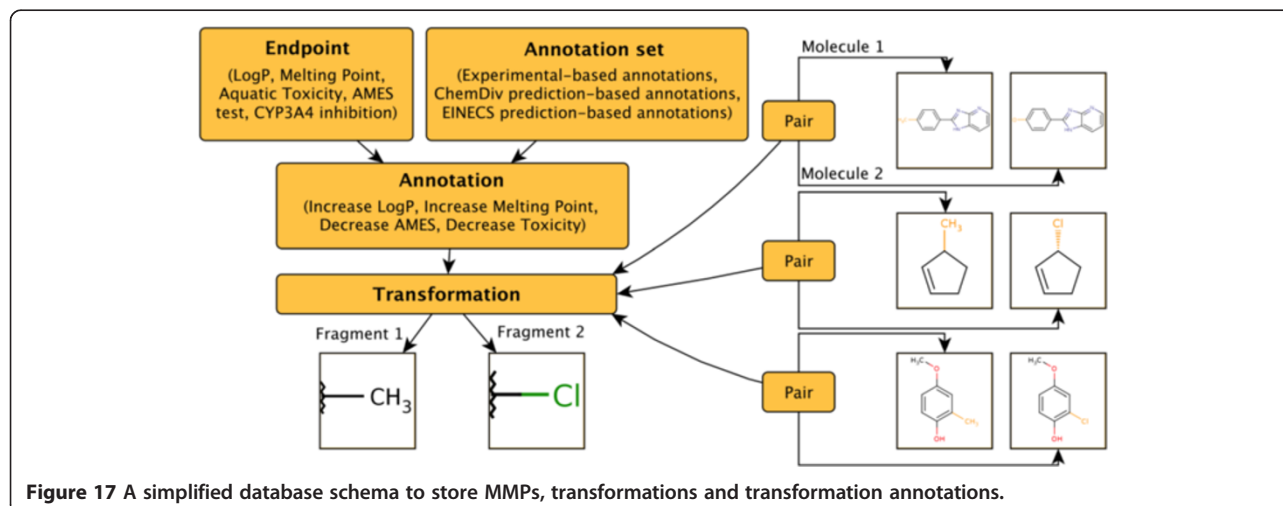 Endpoint
(LogP, Melting Point,
Aquatic Toxicity, AMES
test, CYP3A4 inhibition)
Annotation set
(Experimental-based annotations,
ChemDiv prediction-based annotations,
EINECS prediction-based annotations)
Annotation
(Increase LogP, Increase Melting Point,
Decrease AMES, Decrease Toxicity)
Transformation
Fragment 1
Fragment 2
CH3
Cl
Molecule 1
Pair
Molecule 2
CH3
Cl
Pair
H3C
O
CH3
OH
H3C
O
Cl
OH
Pair
Figure 17 A simplified database schema to store MMPs, transformations and transformation annotations.